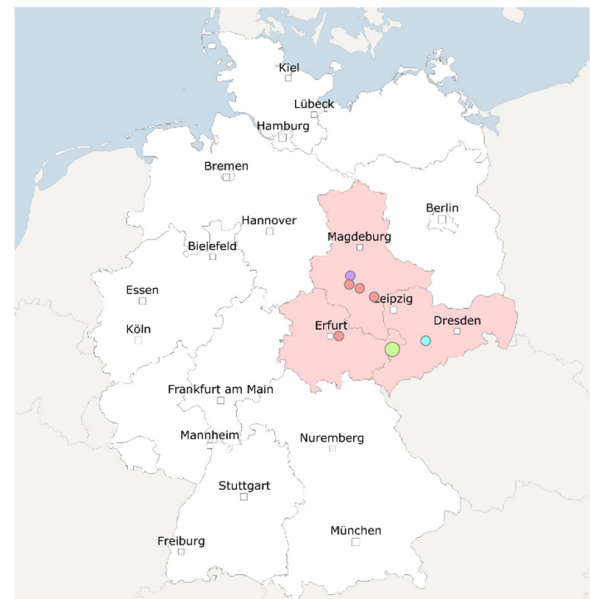 Kiel
Lübeck
Hamburg
Bremen
Berlin
Hannover
Magdeburg
Bielefeld
Essen
Leipzig
Köln
Erfurt
Dresden
Frankfurt am Main
Mannheim
Nuremberg
Stuttgart
München
Freiburg